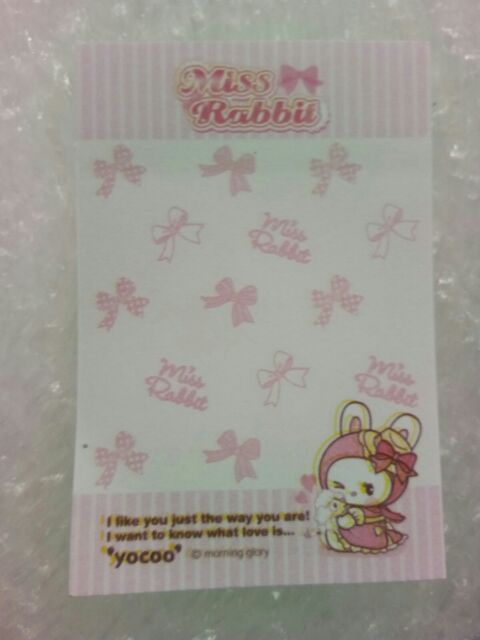 Miss
Rabbit
Miss
Rabbit
Miss
Rabbit
Miss
Rabbit
I like you just the way you are!
I want to know what love is...
'yocoo' © morning glory